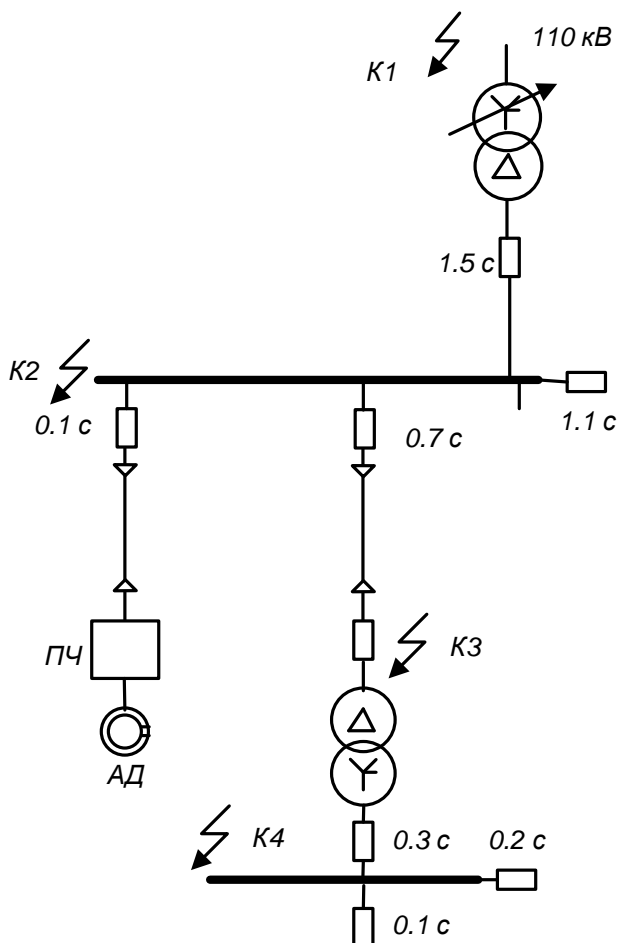 110 кВ
К1
1.5 с
К2
0.1 с
0.7 с
1.1 с
ПЧ
К3
АД
К4
0.3 с
0.2 с
0.1 с